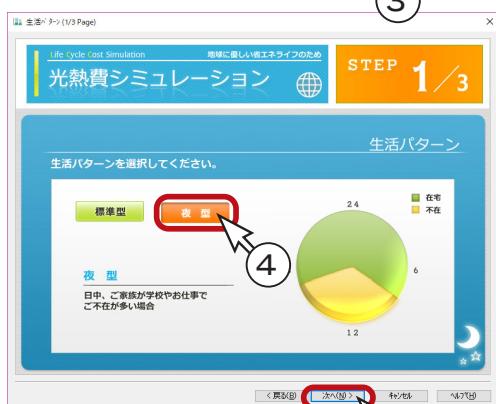 ③
生活パターン (1/3 Page)
Life Cycle Cost Simulation
地球に優しい省エネライフのため
光熱費シミュレーション
STEP 1/3
生活パターン
生活パターンを選択してください。
標準型
夜 型
24
在宅
不在
④
6
夜 型
日中、ご家族が学校やお仕事で
ご不在が多い場合
12
< 戻る(B)
次へ(N) >
キャンセル
ヘルプ(H)